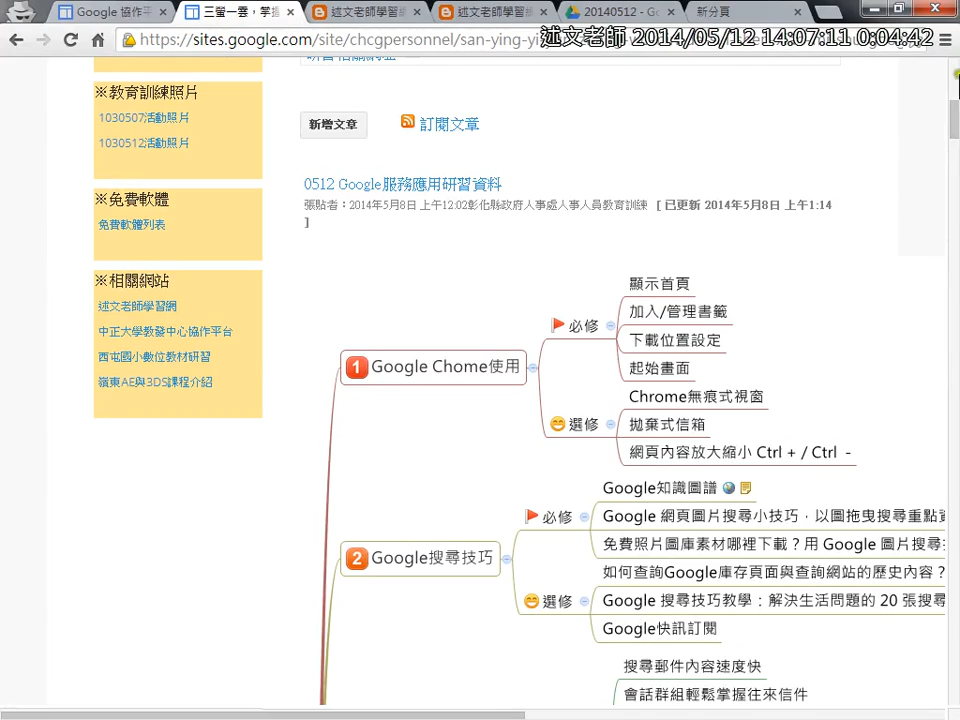 Google 協作平
三螢一雲，掌握
述文老師學習網
述文老師學習網
20140512 - Go
新分頁
https://sites.google.com/site/chcgpersonnel/san-ying-yi
述文老師 2014/05/12 14:07:11 0:04:42
※教育訓練照片
1030507活動照片
1030512活動照片
新增文章
訂閱文章
※免費軟體
免費軟體列表
0512 Google服務應用研習資料
張貼者：2014年5月8日 上午12:02彰化縣政府人事處人事人員教育訓練 [ 已更新 2014年5月8日 上午1:14
]
※相關網站
述文老師學習網
中正大學教發中心協作平台
西屯國小數位教材研習
嶺東AE與3DS課程介紹
1 Google Chome使用
必修
顯示首頁
加入/管理書籤
下載位置設定
起始畫面
選修
Chrome無痕式視窗
拋棄式信箱
網頁內容放大縮小 Ctrl + / Ctrl -
2 Google搜尋技巧
必修
Google知識圖譜
Google 網頁圖片搜尋小技巧，以圖拖曳搜尋重點資
免費照片圖庫素材哪裡下載？用 Google 圖片搜尋
如何查詢Google庫存頁面與查詢網站的歷史內容？
選修
Google 搜尋技巧教學：解決生活問題的 20 張搜尋
Google快訊訂閱
搜尋郵件內容速度快
會話群組輕鬆掌握往來信件